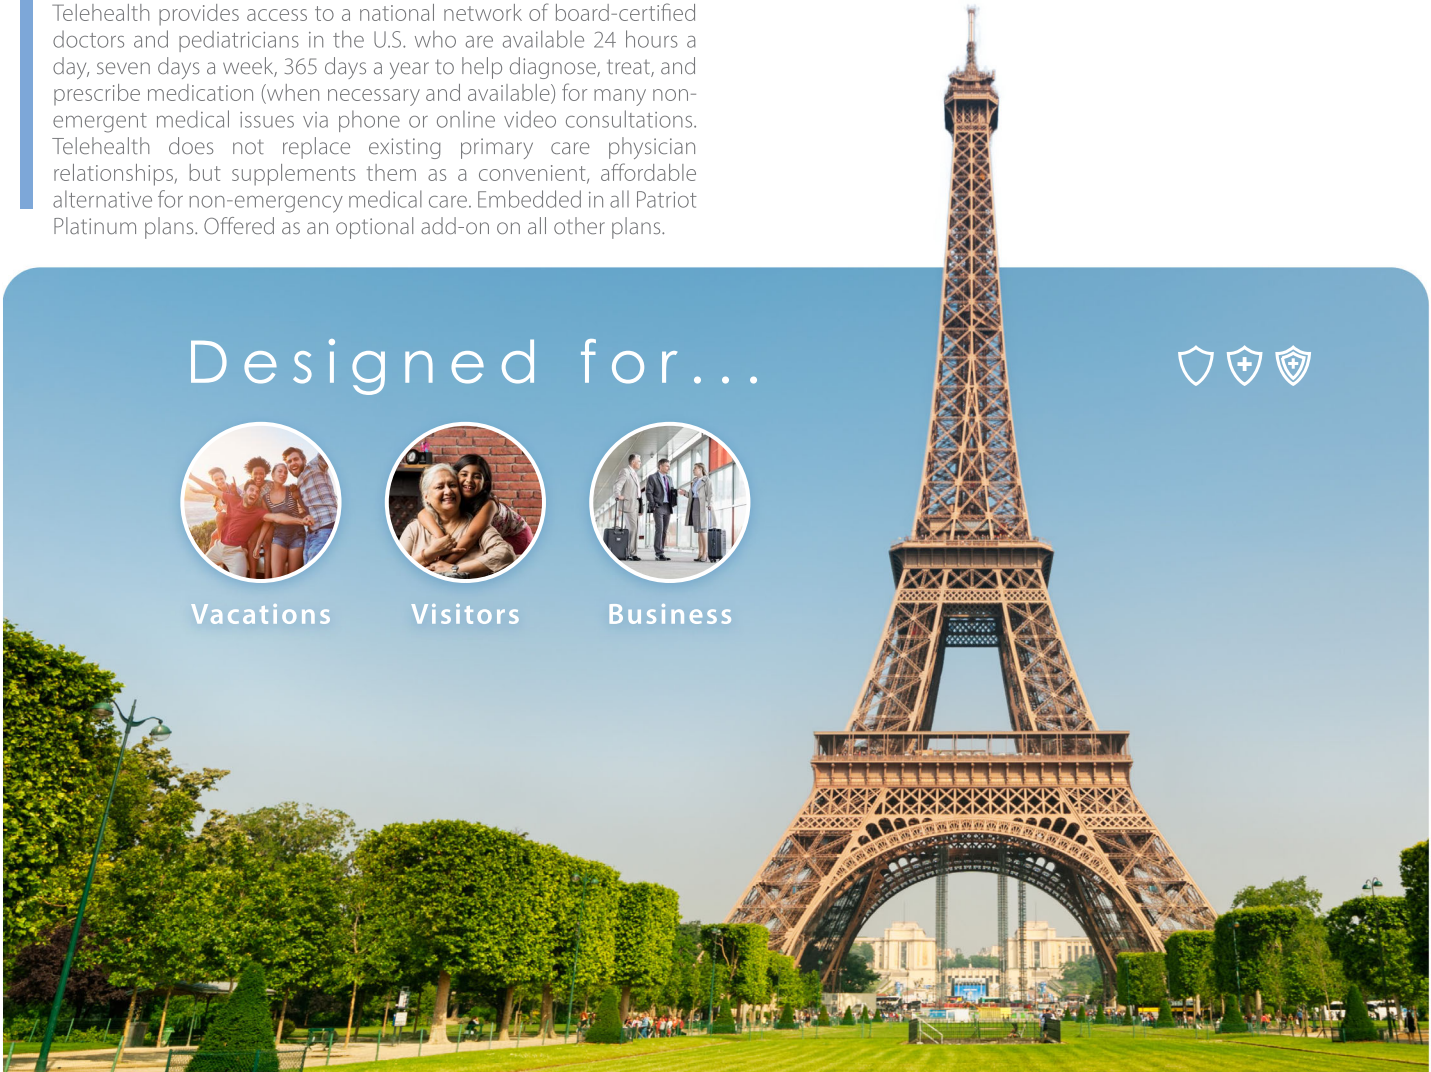 Telehealth provides access to a national network of board-certified
doctors and pediatricians in the U.S. who are available 24 hours a
day, seven days a week, 365 days a year to help diagnose, treat, and
prescribe medication (when necessary and available) for many non-
emergent medical issues via phone or online video consultations.
Telehealth does not replace existing primary care physician
relationships, but supplements them as a convenient, affordable
alternative for non-emergency medical care. Embedded in all Patriot
Platinum plans. Offered as an optional add-on on all other plans.
Designed for...
Vacations
Visitors
Business